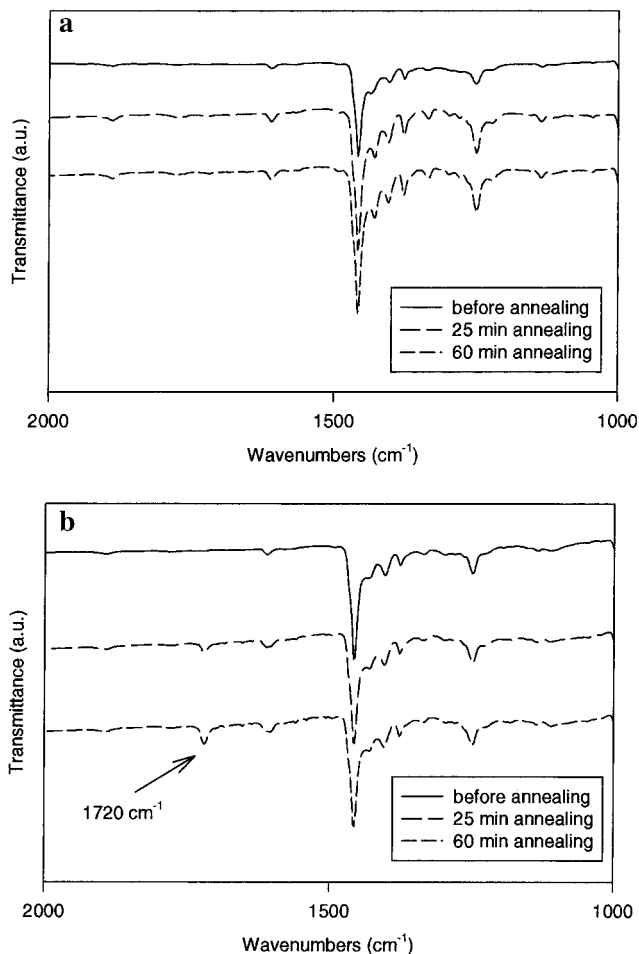 a
Transmittance (a.u.)
before annealing
25 min annealing
60 min annealing
2000
1500
1000
Wavenumbers (cm⁻¹)
b
Transmittance (a.u.)
1720 cm⁻¹
before annealing
25 min annealing
60 min annealing
2000
1500
1000
Wavenumbers (cm⁻¹)